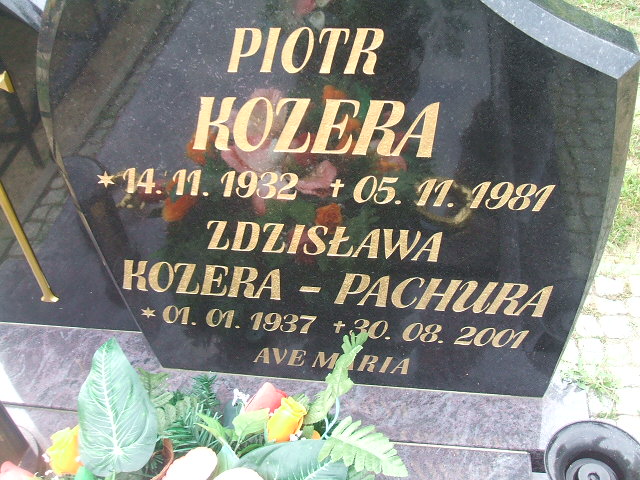 PIOTR
KOZERA
* 14. 11. 1932 + 05. 11. 1981
ZDZISŁAWA
KOZERA - PACHURA
* 01. 01. 1937 + 30. 08. 2001
AVE MARIA